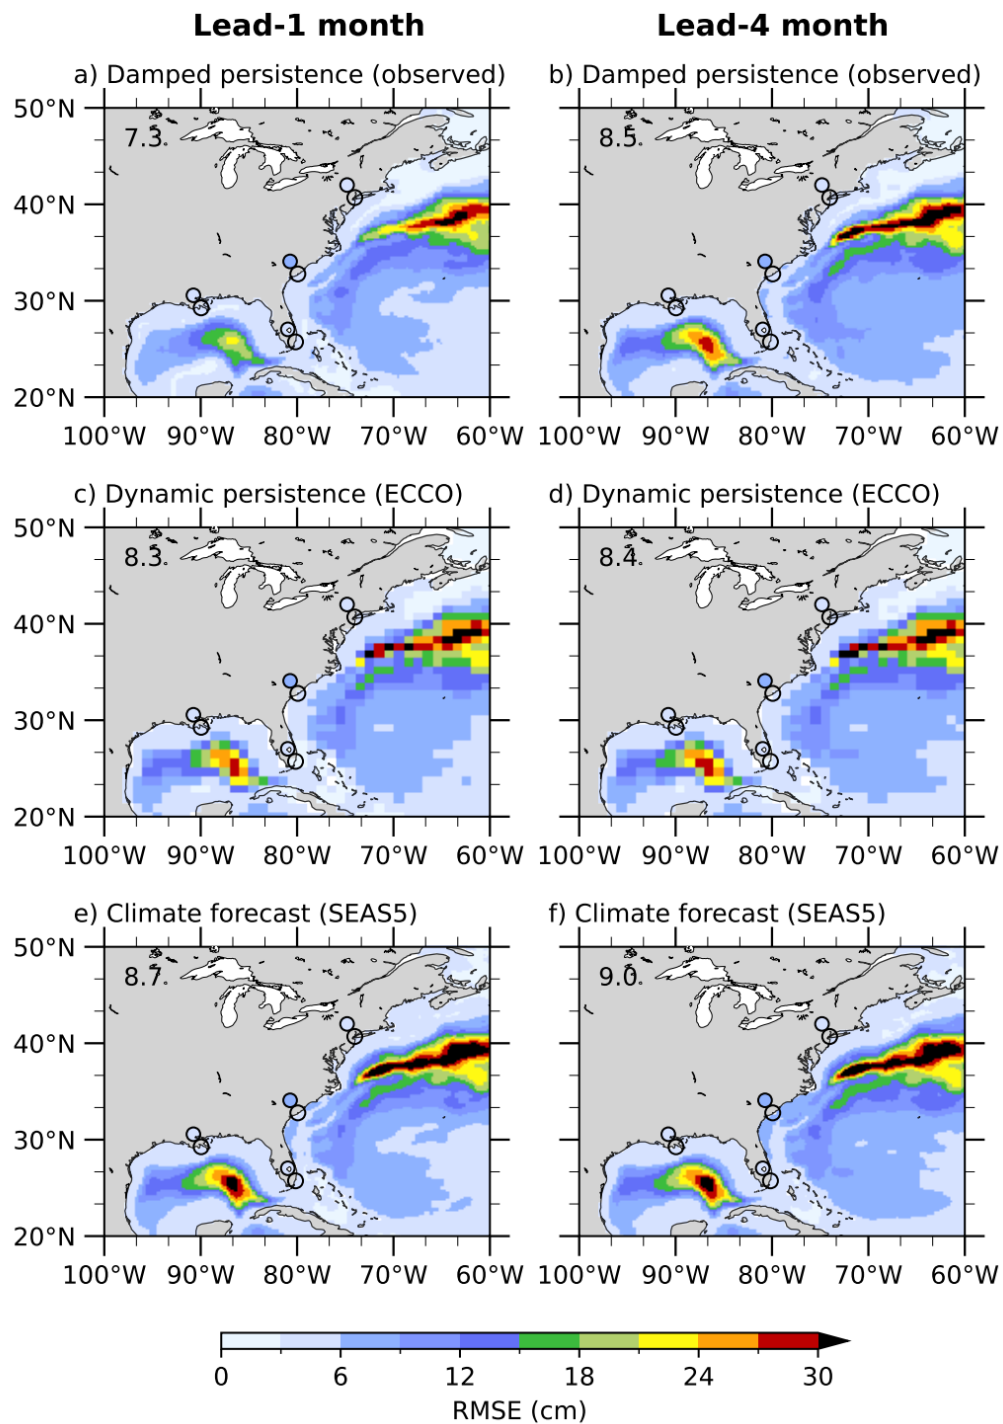 Lead-1 month Lead-4 month
a) Damped persistence (observed) b) Damped persistence (observed)
50°N
7.3 8.5
40°N
30°N
20°N
100°W 90°W 80°W 70°W 60°W 100°W 90°W 80°W 70°W 60°W
c) Dynamic persistence (ECCO) d) Dynamic persistence (ECCO)
50°N
8.3 8.4
40°N
30°N
20°N
100°W 90°W 80°W 70°W 60°W 100°W 90°W 80°W 70°W 60°W
e) Climate forecast (SEAS5) f) Climate forecast (SEAS5)
50°N
8.7 9.0
40°N
30°N
20°N
100°W 90°W 80°W 70°W 60°W 100°W 90°W 80°W 70°W 60°W
0 6 12 18 24 30
RMSE (cm)